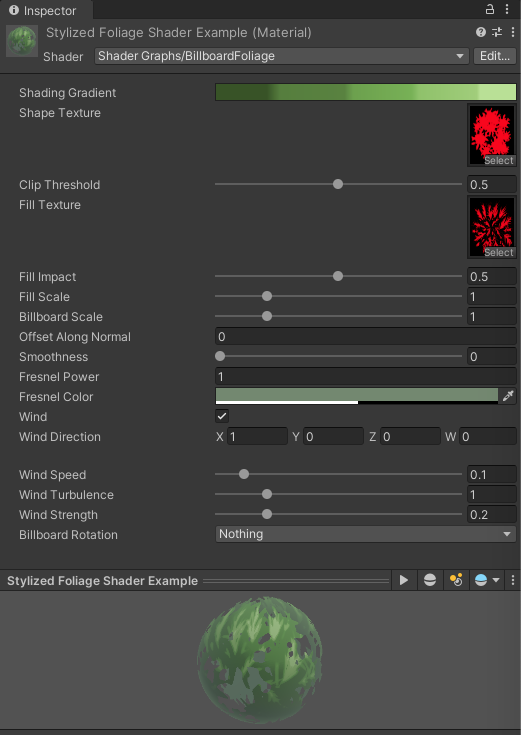 Inspector
Stylized Foliage Shader Example (Material)
Shader Shader Graphs/BillboardFoliage Edit...
Shading Gradient
Shape Texture
Select
Clip Threshold 0.5
Fill Texture
Select
Fill Impact 0.5
Fill Scale 1
Billboard Scale 1
Offset Along Normal 0
Smoothness 0
Fresnel Power 1
Fresnel Color
Wind
Wind Direction X 1 Y 0 Z 0 W 0
Wind Speed 0.1
Wind Turbulence 1
Wind Strength 0.2
Billboard Rotation Nothing
Stylized Foliage Shader Example